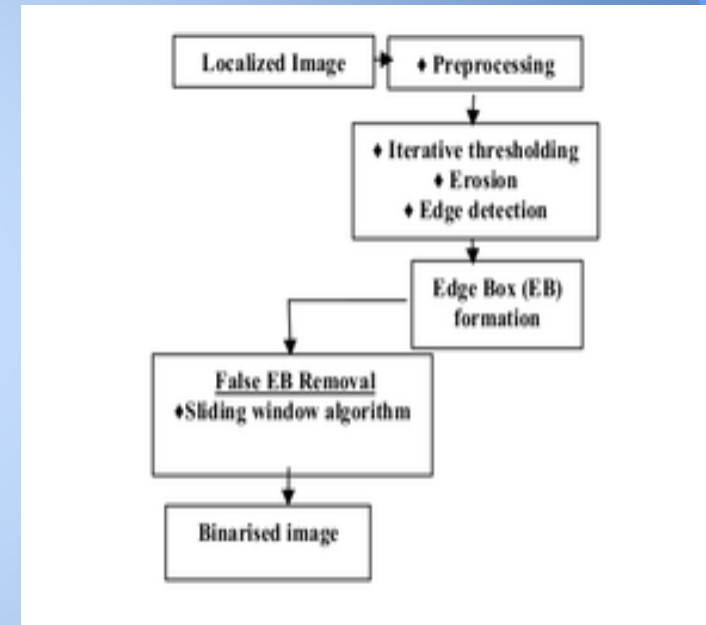 Localized Image
♦ Preprocessing
♦ Iterative thresholding
♦ Erosion
♦ Edge detection
Edge Box (EB)
formation
False EB Removal
♦Sliding window algorithm
Binarised image